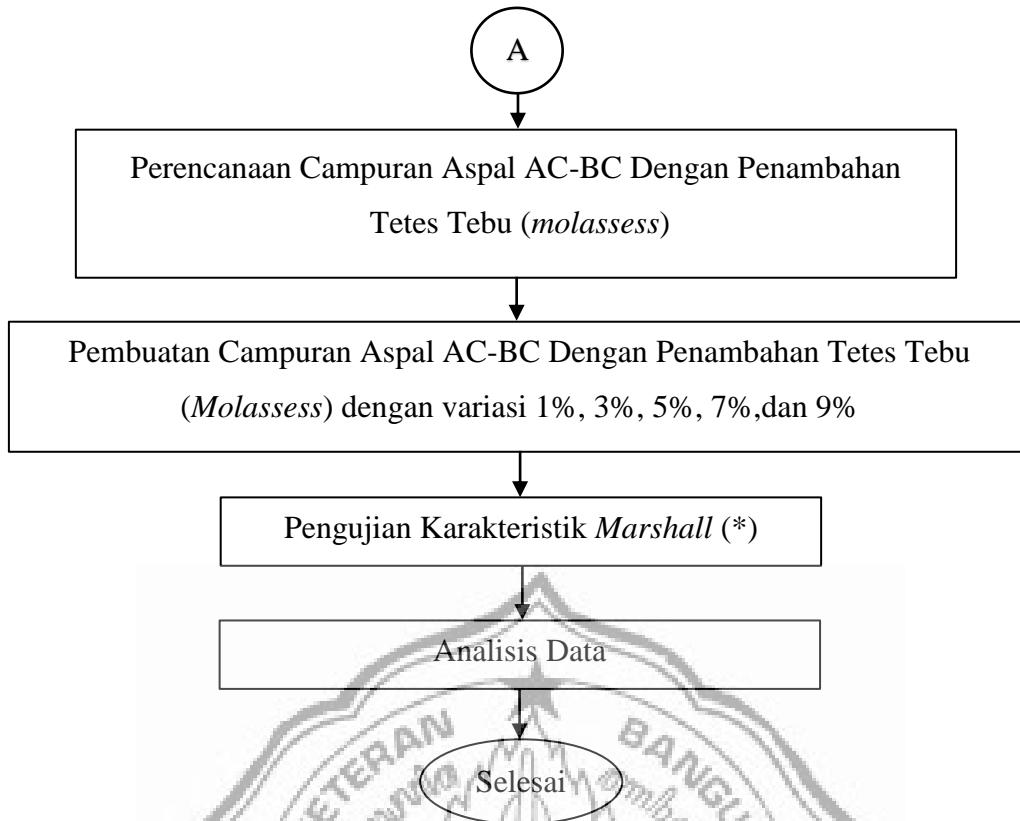 A
Perencanaan Campuran Aspal AC-BC Dengan Penambahan
Tetes Tebu (molassess)
Pembuatan Campuran Aspal AC-BC Dengan Penambahan Tetes Tebu
(Molassess) dengan variasi 1%, 3%, 5%, 7%,dan 9%
Pengujian Karakteristik Marshall (*)
Analisis Data
Selesai